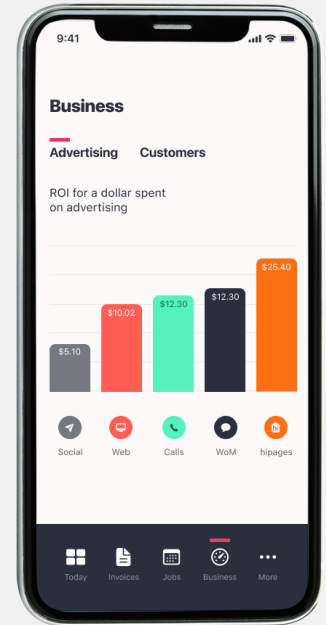 9:41
Business
Advertising Customers
ROI for a dollar spent
on advertising
$5.10
$10.02
$12.30
$12.30
$25.40
Social Web Calls WoM hipages
Today Invoices Jobs Business More